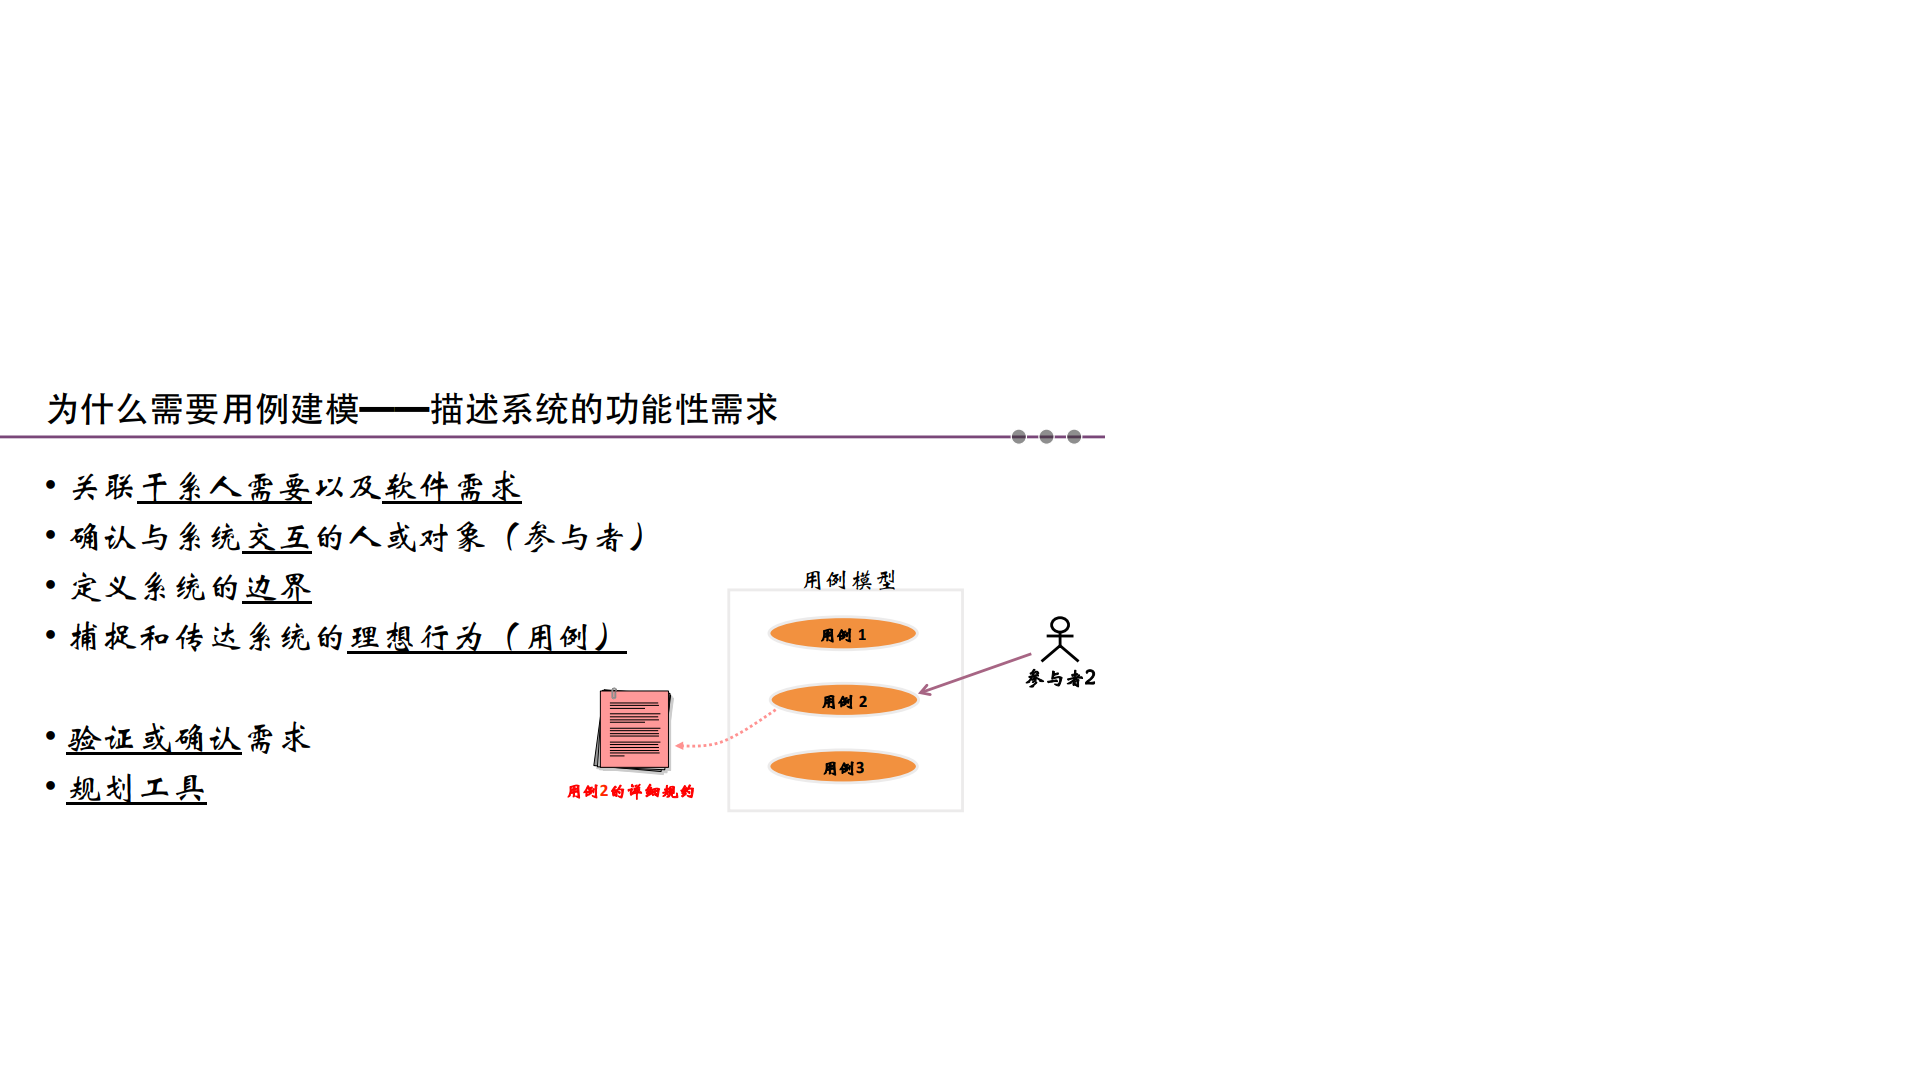 为什么需要用例建模——描述系统的功能性需求
• 关联干系人需要以及软件需求
• 确认与系统交互的人或对象（参与者）
• 定义系统的边界
• 捕捉和传达系统的理想行为（用例）
• 验证或确认需求
• 规划工具
用例模型
用例 1
用例 2
用例3
参与者2
用例2的详细规约